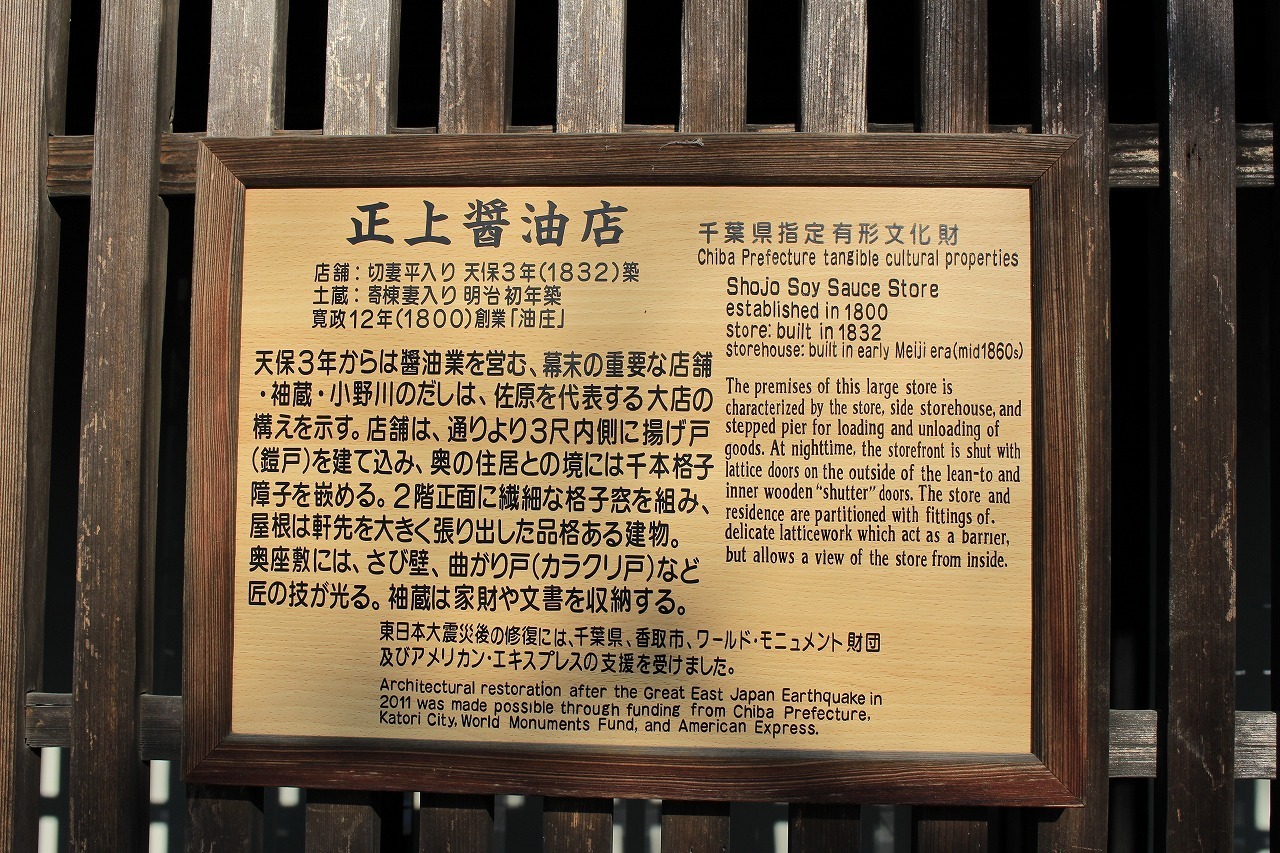 正上醤油店
店舗：切妻平入り 天保3年(1832)築
土蔵：寄棟妻入り 明治初年築
寛政12年(1800)創業「油庄」
天保3年からは醤油業を営む、幕末の重要な店舗
・袖蔵・小野川のだしは、佐原を代表する大店の
構えを示す。店舗は、通りより3尺内側に揚げ戸
(鎧戸)を建て込み、奥の住居との境には千本格子
障子を嵌める。2階正面に繊細な格子窓を組み、
屋根は軒先を大きく張り出した品格ある建物。
奥座敷には、さび壁、曲がり戸(カラクリ戸)など
匠の技が光る。袖蔵は家財や文書を収納する。
千葉県指定有形文化財
Chiba Prefecture tangible cultural properties
Shojo Soy Sauce Store
established in 1800
store: built in 1832
storehouse: built in early Meiji era(mid1860s)
The premises of this large store is
characterized by the store, side storehouse, and
stepped pier for loading and unloading of
goods. At nighttime, the storefront is shut with
lattice doors on the outside of the lean-to and
inner wooden "shutter" doors. The store and
residence are partitioned with fittings of.
delicate latticework which act as a barrier,
but allows a view of the store from inside.
東日本大震災後の修復には、千葉県、香取市、ワールド・モニュメント財団
及びアメリカン・エキスプレスの支援を受けました。
Architectural restoration after the Great East Japan Earthquake in
2011 was made possible through funding from Chiba Prefecture,
Katori City, World Monuments Fund, and American Express.